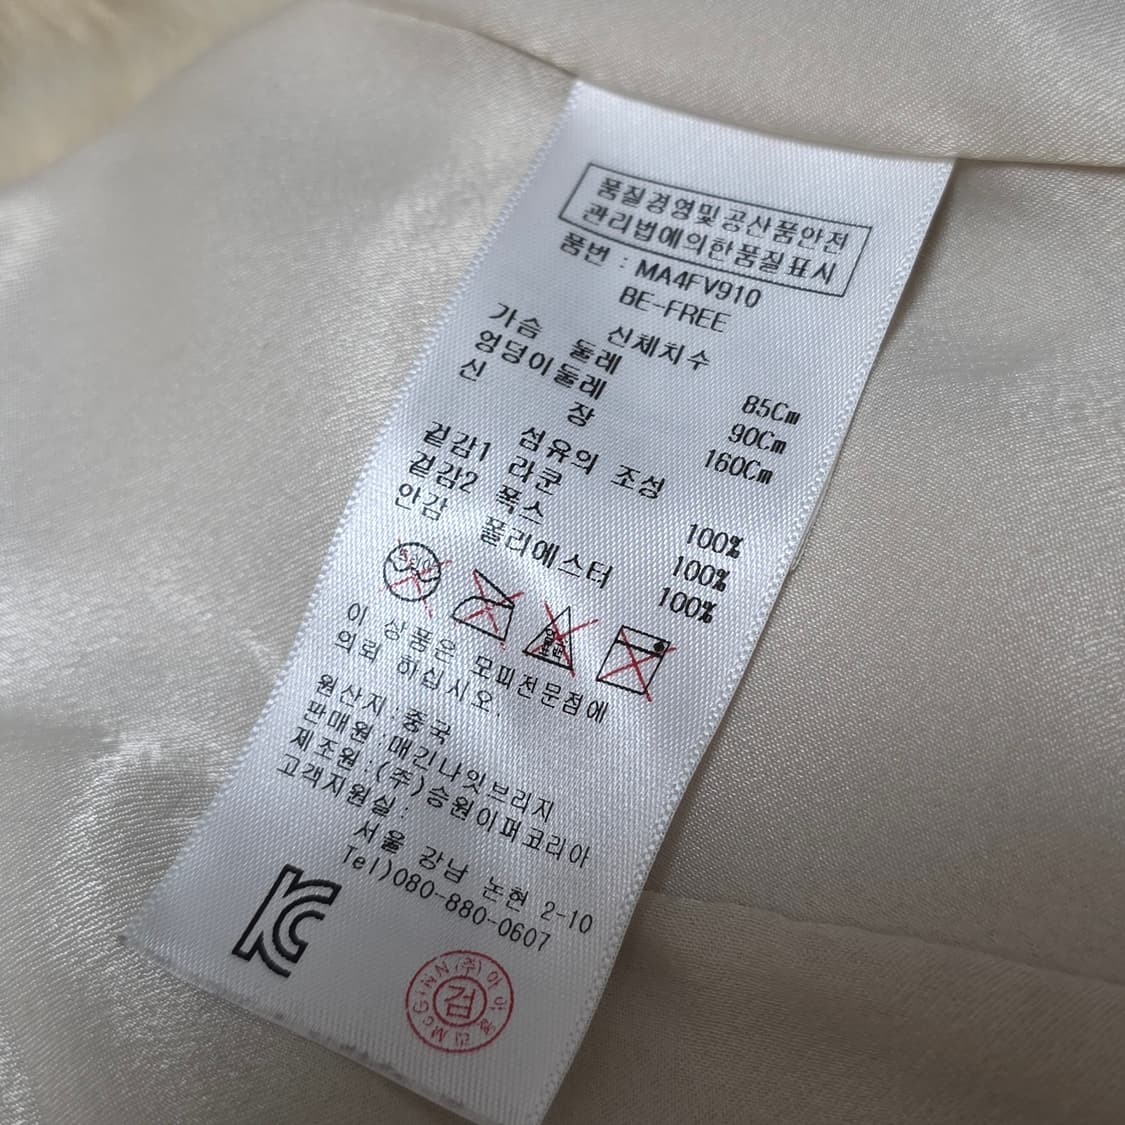 품질경영및공산품안전
관리법에의한품질표시
품번 : MA4FV910
BE-FREE
신체치수
가슴 둘레 85Cm
엉덩이둘레 90Cm
신 장 160Cm
섬유의 조성
겉감1 라쿤 100%
겉감2 폭스 100%
안감 폴리에스터 100%
이 상품은 모피전문점에
의뢰 하십시오.
원산지 : 중국
판매원 : 매긴나잇브리지
제조원 : (주)승원이퍼코리아
고객지원실 :
서울 강남 논현 2-10
Tel)080-880-0607
KC
McGiNN (주)아이
검